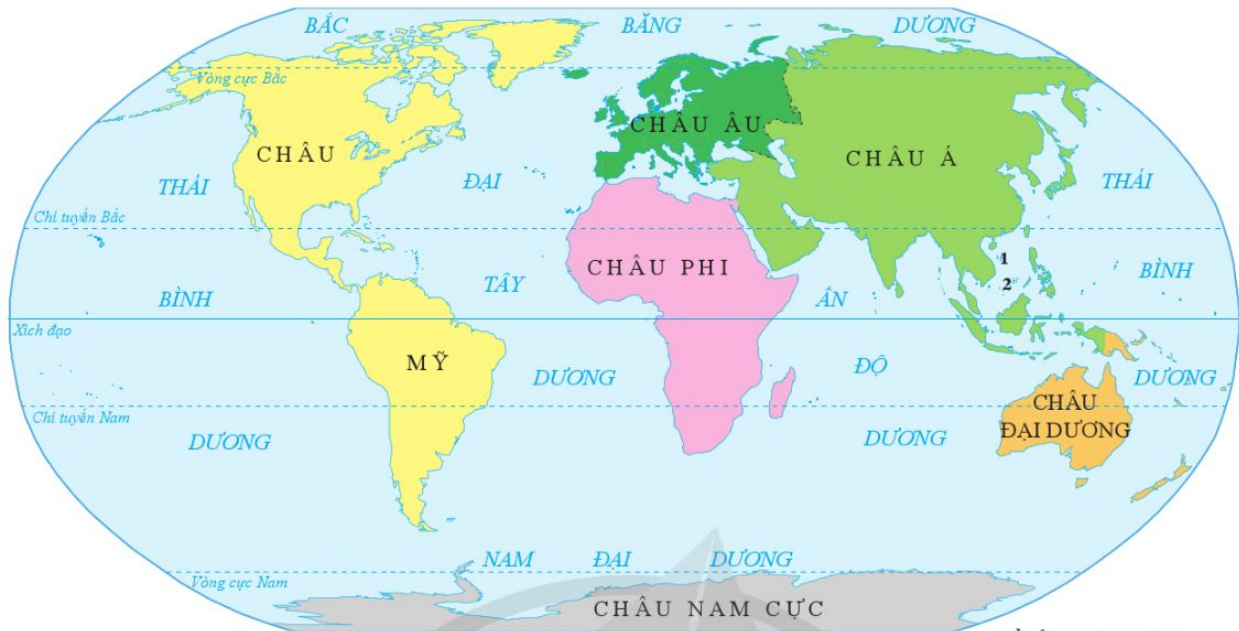 BẮC BĂNG DƯƠNG
Vòng cực Bắc
CHÂU ÂU
CHÂU
CHÂU Á
THÁI
ĐẠI
THÁI
Chí tuyến Bắc
1
CHÂU PHI
BÌNH
TÂY
2
BÌNH
ÂN
Xích đạo
MỸ
ĐỘ
DƯƠNG
DƯƠNG
CHÂU
Chí tuyến Nam
ĐẠI DƯƠNG
DƯƠNG
DƯƠNG
NAM ĐẠI DƯƠNG
Vòng cực Nam
CHÂU NAM CỰC